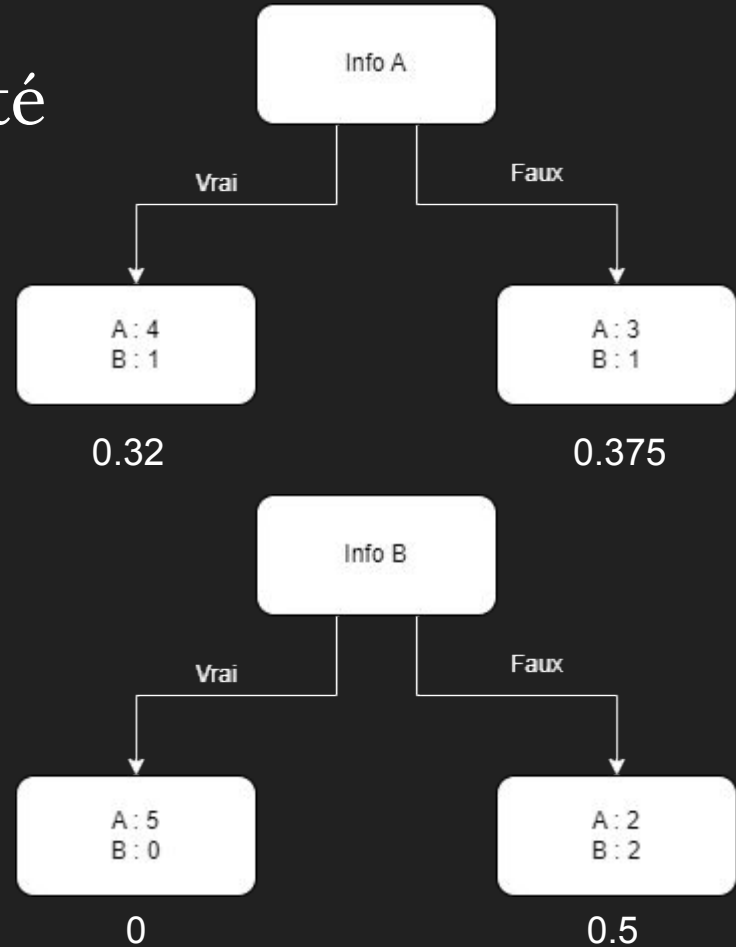 té
Info A
Vrai
Faux
A : 4
B : 1
A : 3
B : 1
0.32
0.375
Info B
Vrai
Faux
A : 5
B : 0
A : 2
B : 2
0
0.5